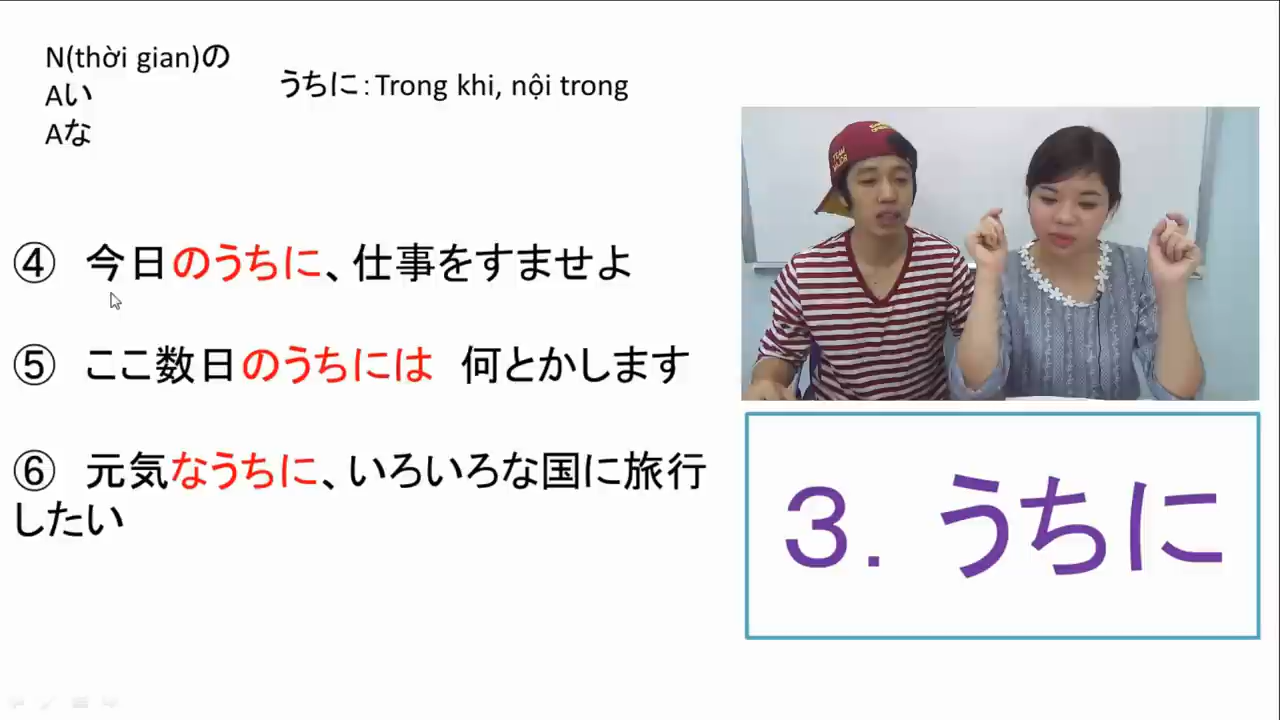 N(thời gian)の
Aい
Aな
うちに：Trong khi, nội trong
④ 今日のうちに、仕事をすませよ
⑤ ここ数日のうちには 何とかします
⑥ 元気なうちに、いろいろな国に旅行
したい
3. うちに